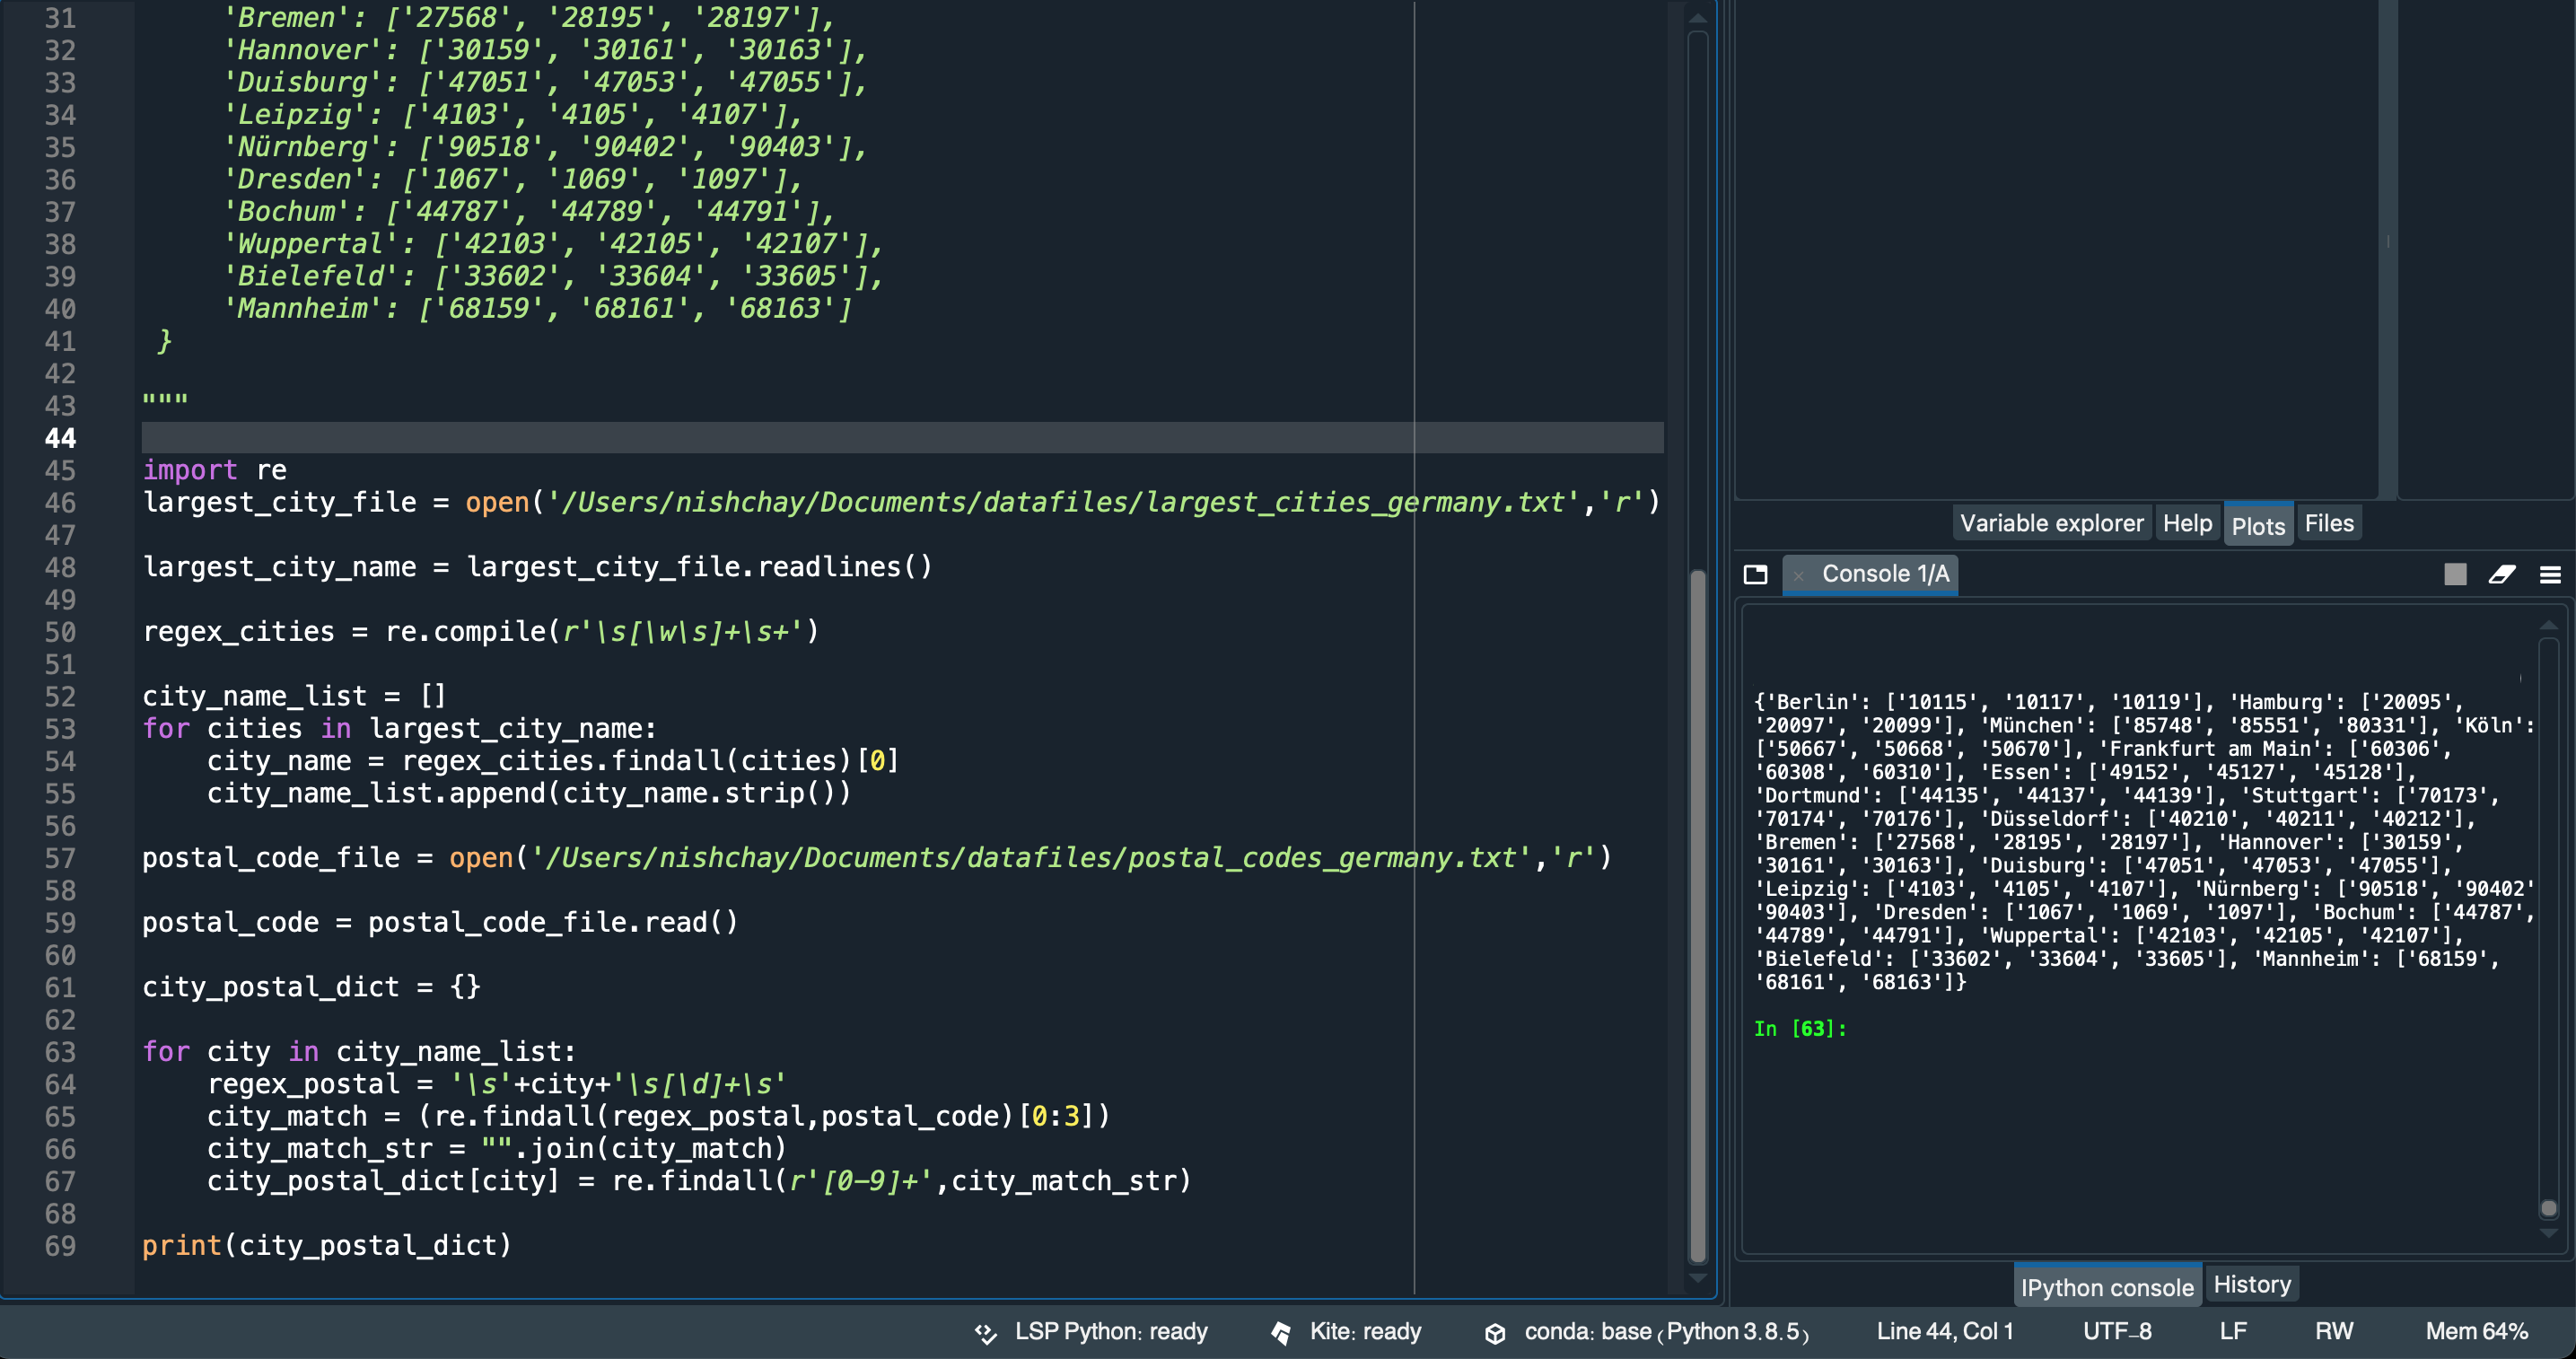 31 'Bremen': ['27568', '28195', '28197'],
32 'Hannover': ['30159', '30161', '30163'],
33 'Duisburg': ['47051', '47053', '47055'],
34 'Leipzig': ['4103', '4105', '4107'],
35 'Nürnberg': ['90518', '90402', '90403'],
36 'Dresden': ['1067', '1069', '1097'],
37 'Bochum': ['44787', '44789', '44791'],
38 'Wuppertal': ['42103', '42105', '42107'],
39 'Bielefeld': ['33602', '33604', '33605'],
40 'Mannheim': ['68159', '68161', '68163']
41 }
42
43 """
44
45 import re
46 largest_city_file = open('/Users/nishchay/Documents/datafiles/largest_cities_germany.txt','r')
47
48 largest_city_name = largest_city_file.readlines()
49
50 regex_cities = re.compile(r'\s[\w\s]+\s+')
51
52 city_name_list = []
53 for cities in largest_city_name:
54     city_name = regex_cities.findall(cities)[0]
55     city_name_list.append(city_name.strip())
56
57 postal_code_file = open('/Users/nishchay/Documents/datafiles/postal_codes_germany.txt','r')
58
59 postal_code = postal_code_file.read()
60
61 city_postal_dict = {}
62
63 for city in city_name_list:
64     regex_postal = '\s'+city+'\s[\d]+\s'
65     city_match = (re.findall(regex_postal,postal_code)[0:3])
66     city_match_str = "".join(city_match)
67     city_postal_dict[city] = re.findall(r'[0-9]+',city_match_str)
68
69 print(city_postal_dict)
Variable explorer Help Plots Files
Console 1/A
{'Berlin': ['10115', '10117', '10119'], 'Hamburg': ['20095',
'20097', '20099'], 'München': ['85748', '85551', '80331'], 'Köln':
['50667', '50668', '50670'], 'Frankfurt am Main': ['60306',
'60308', '60310'], 'Essen': ['49152', '45127', '45128'],
'Dortmund': ['44135', '44137', '44139'], 'Stuttgart': ['70173',
'70174', '70176'], 'Düsseldorf': ['40210', '40211', '40212'],
'Bremen': ['27568', '28195', '28197'], 'Hannover': ['30159',
'30161', '30163'], 'Duisburg': ['47051', '47053', '47055'],
'Leipzig': ['4103', '4105', '4107'], 'Nürnberg': ['90518', '90402'
'90403'], 'Dresden': ['1067', '1069', '1097'], 'Bochum': ['44787',
'44789', '44791'], 'Wuppertal': ['42103', '42105', '42107'],
'Bielefeld': ['33602', '33604', '33605'], 'Mannheim': ['68159',
'68161', '68163']}
In [63]:
IPython console History
LSP Python: ready Kite: ready conda: base (Python 3.8.5) Line 44, Col 1 UTF-8 LF RW Mem 64%